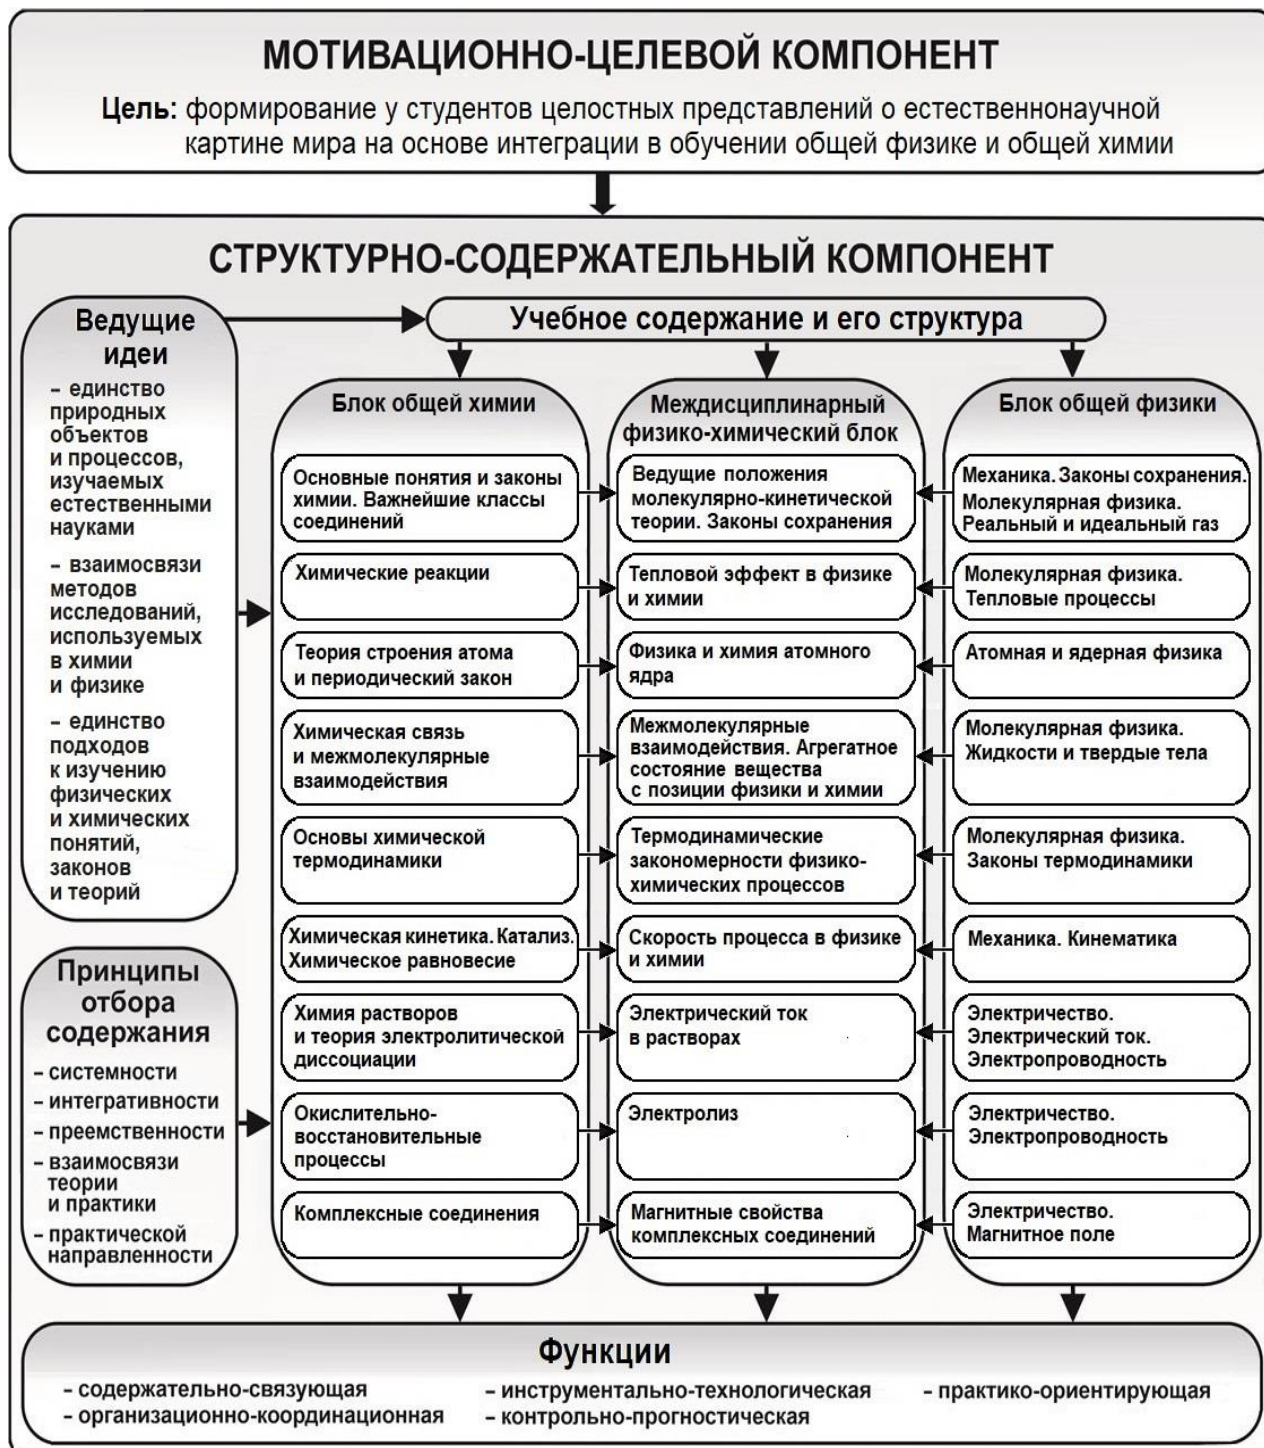 МОТИВАЦИОННО-ЦЕЛЕВОЙ КОМПОНЕНТ
Цель: формирование у студентов целостных представлений о естественнонаучной
картине мира на основе интеграции в обучении общей физике и общей химии
СТРУКТУРНО-СОДЕРЖАТЕЛЬНЫЙ КОМПОНЕНТ
Ведущие
идеи
– единство
природных
объектов
и процессов,
изучаемых
естественными
науками
– взаимосвязи
методов
исследований,
используемых
в химии
и физике
– единство
подходов
к изучению
физических
и химических
понятий,
законов
и теорий
Принципы
отбора
содержания
– системности
– интегративности
– преемственности
– взаимосвязи
теории
и практики
– практической
направленности
Учебное содержание и его структура
Блок общей химии
Основные понятия и законы
химии. Важнейшие классы
соединений
Химические реакции
Теория строения атома
и периодический закон
Химическая связь
и межмолекулярные
взаимодействия
Основы химической
термодинамики
Химическая кинетика. Катализ.
Химическое равновесие
Химия растворов
и теория электролитической
диссоциации
Окислительно-
восстановительные
процессы
Комплексные соединения
Междисциплинарный
физико-химический блок
Ведущие положения
молекулярно-кинетической
теории. Законы сохранения
Тепловой эффект в физике
и химии
Физика и химия атомного
ядра
Межмолекулярные
взаимодействия. Агрегатное
состояние вещества
с позиции физики и химии
Термодинамические
закономерности физико-
химических процессов
Скорость процесса в физике
и химии
Электрический ток
в растворах
Электролиз
Магнитные свойства
комплексных соединений
Блок общей физики
Механика. Законы сохранения.
Молекулярная физика.
Реальный и идеальный газ
Молекулярная физика.
Тепловые процессы
Атомная и ядерная физика
Молекулярная физика.
Жидкости и твердые тела
Молекулярная физика.
Законы термодинамики
Механика. Кинематика
Электричество.
Электрический ток.
Электропроводность
Электричество.
Электропроводность
Электричество.
Магнитное поле
Функции
– содержательно-связующая
– организационно-координационная
– инструментально-технологическая
– контрольно-прогностическая
– практико-ориентирующая